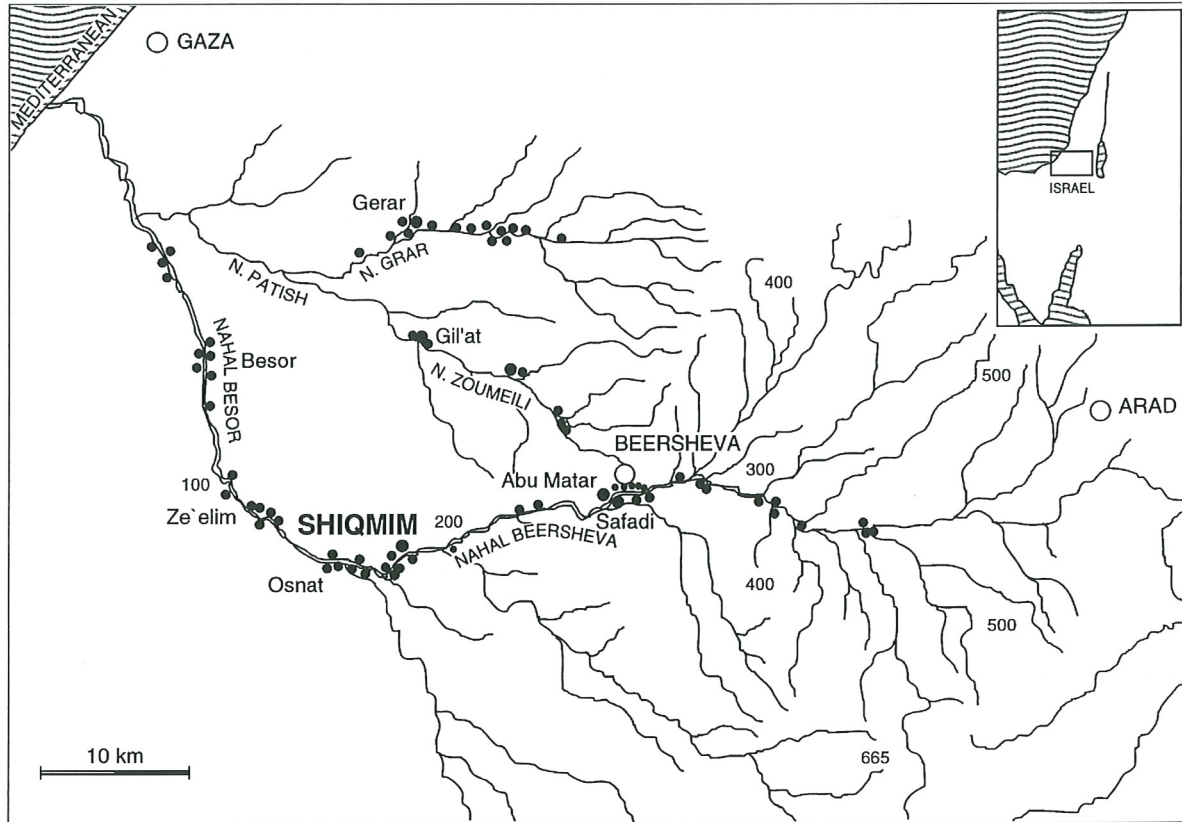 MEDITERRANEAN
GAZA
ISRAEL
Gerar
N. GRAR
N. PATISH
400
Gil'at
Besor
NAHAL BESOR
N. ZOUMEILI
500
ARAD
BEERSHEVA
Abu Matar
300
100
Ze`elim
SHIQMIM
200
Safadi
NAHAL BEERSHEVA
Osnat
400
500
10 km
665